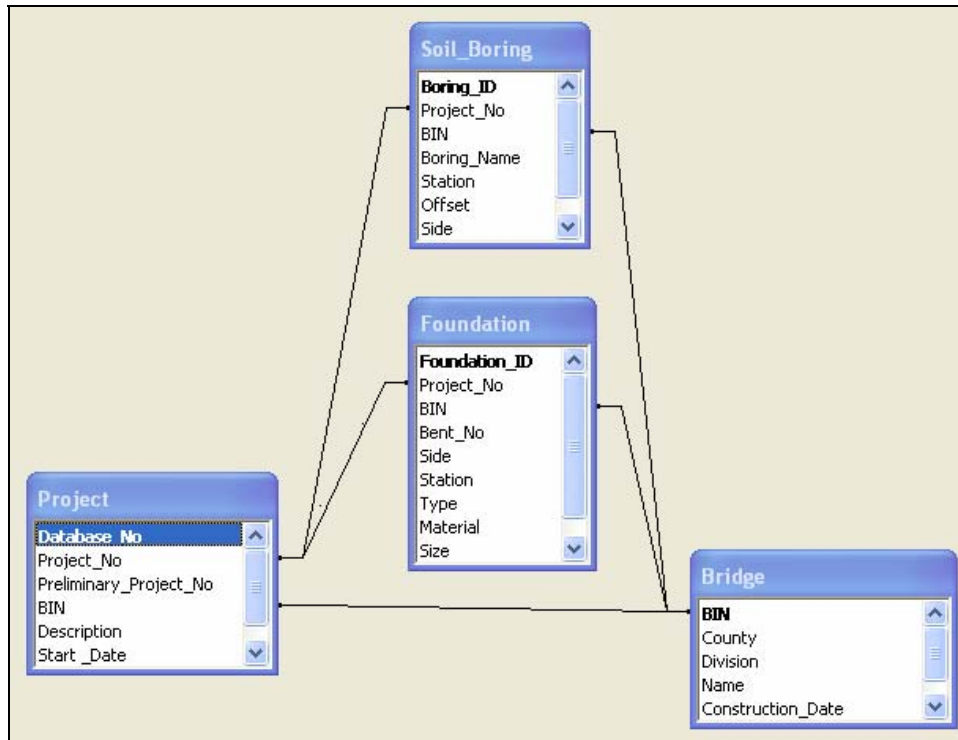 Soil_Boring
Boring_ID
Project_No
BIN
Boring_Name
Station
Offset
Side
Foundation
Foundation_ID
Project_No
BIN
Bent_No
Side
Station
Type
Material
Size
Project
Database_No
Project_No
Preliminary_Project_No
BIN
Description
Start _Date
Bridge
BIN
County
Division
Name
Construction_Date